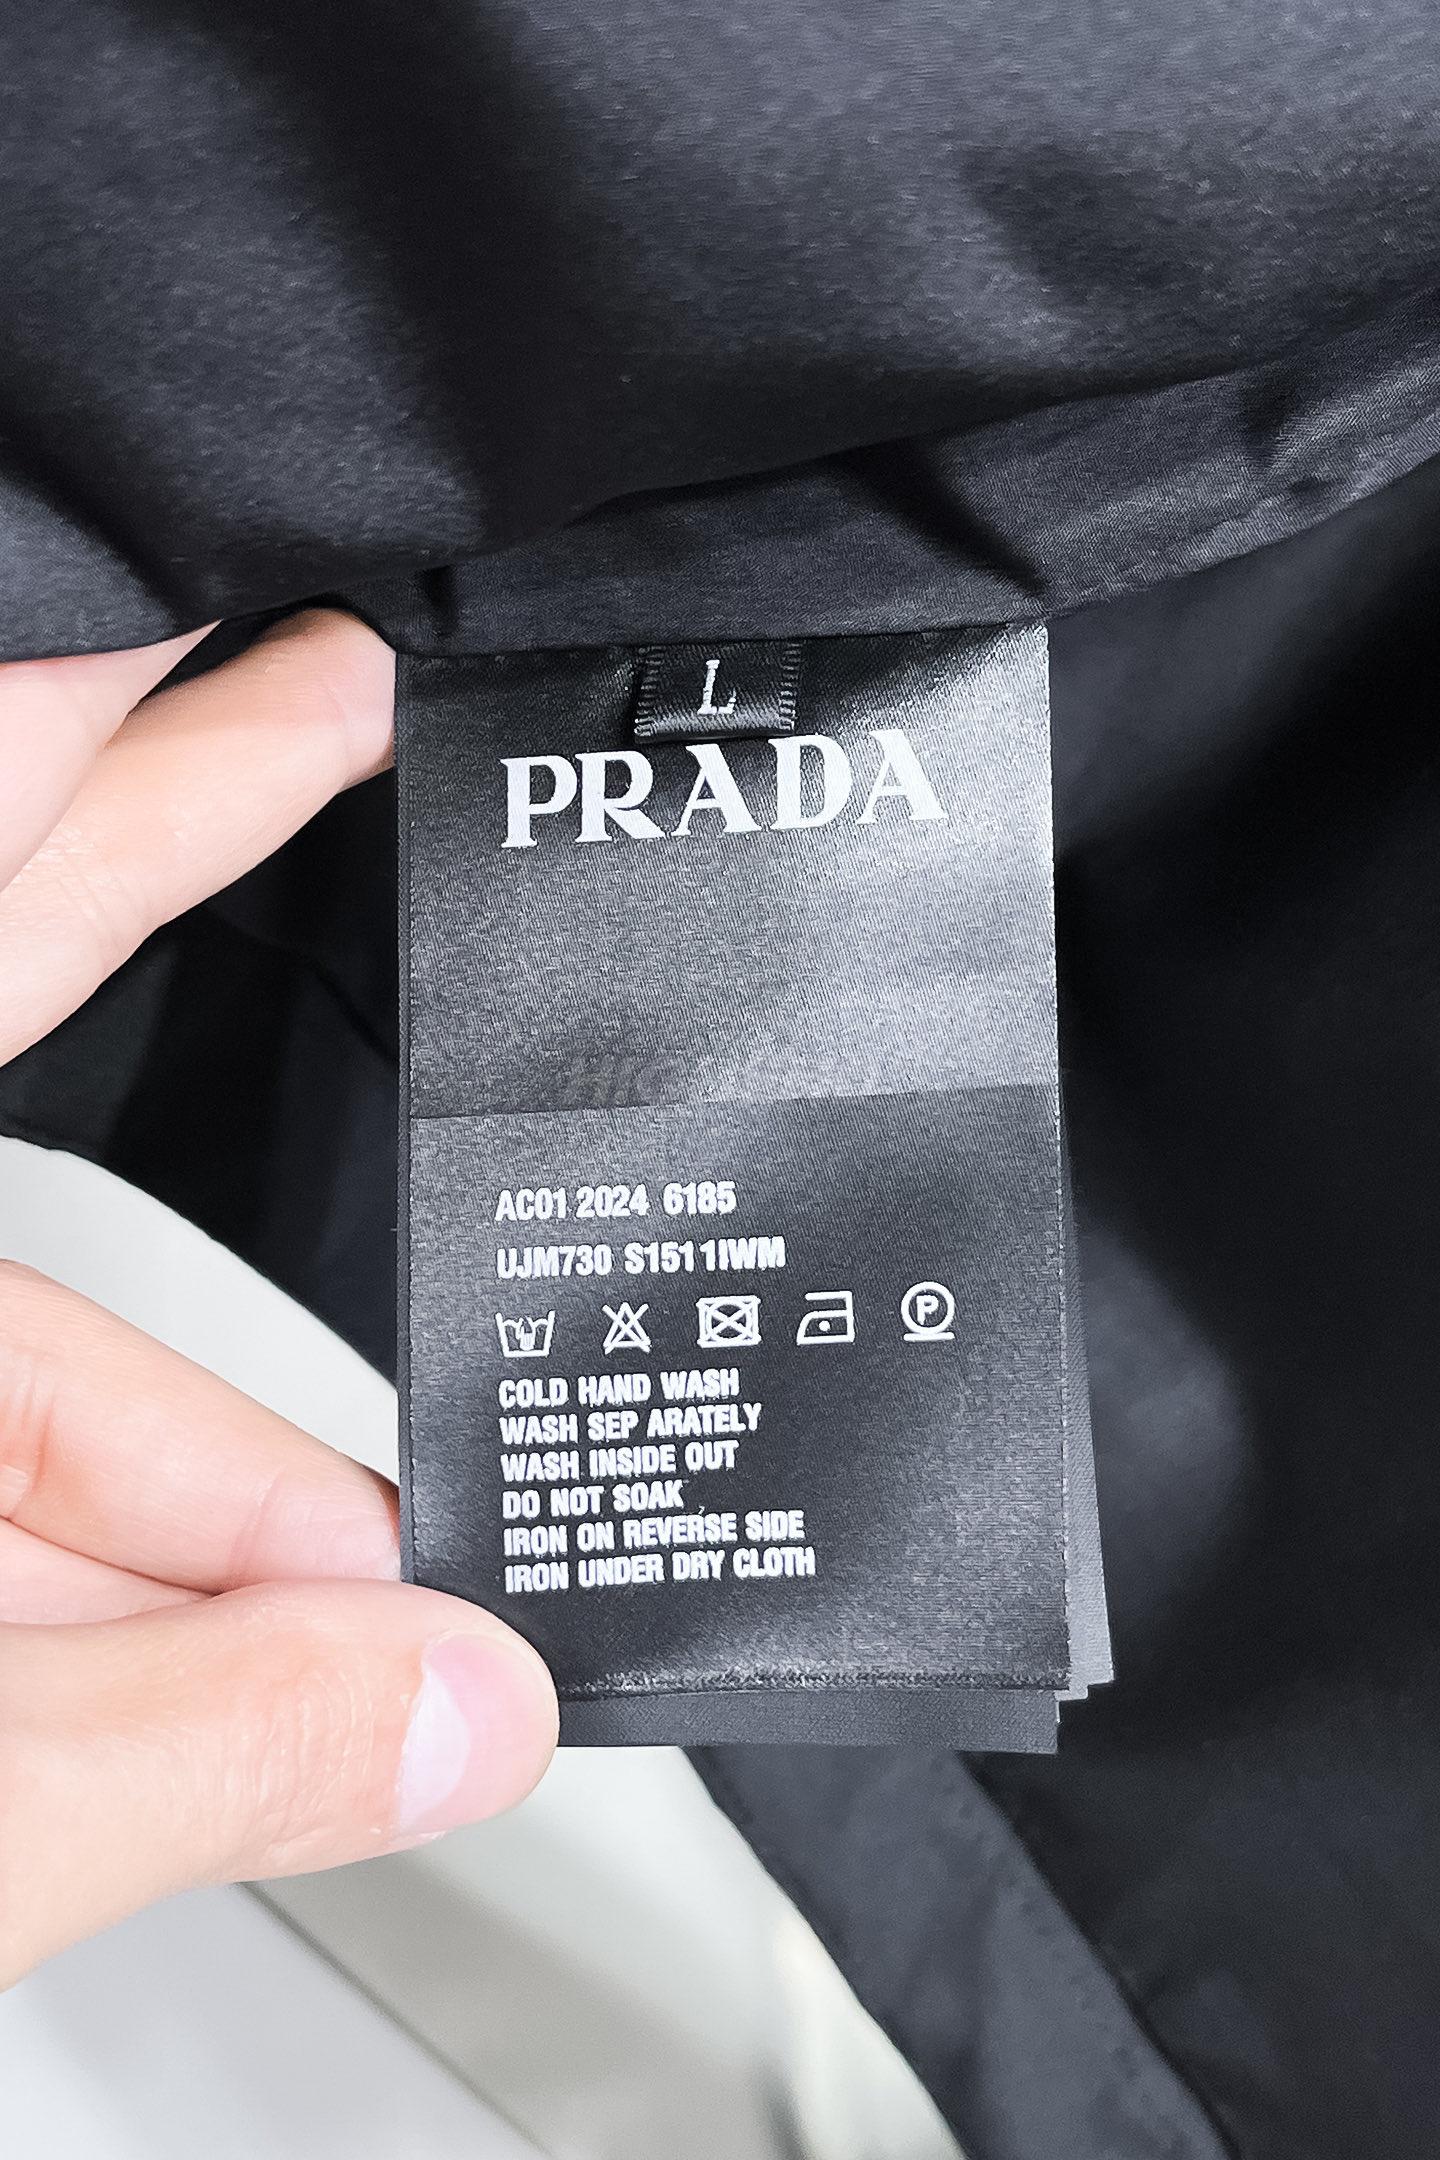 L
PRADA
AC01 2024 6185
UJM730 S151 1IWM
P
COLD HAND WASH
WASH SEP ARATELY
WASH INSIDE OUT
DO NOT SOAK
IRON ON REVERSE SIDE
IRON UNDER DRY CLOTH